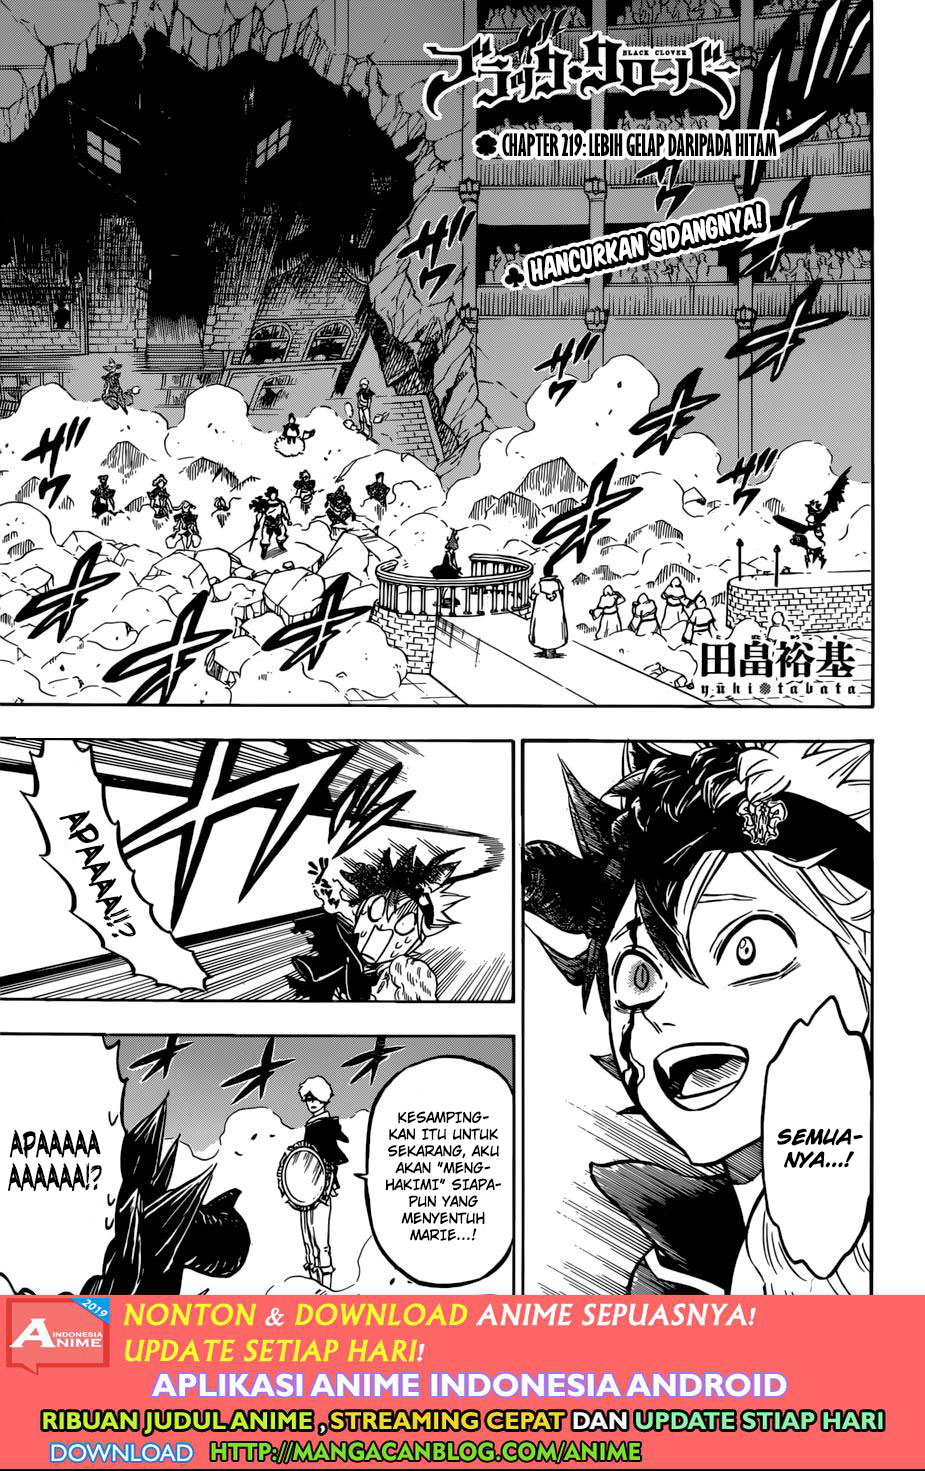 ブラック・クローバー
BLACK CLOVER
CHAPTER 219: LEBIH GELAP DARIPADA HITAM
HANCURKAN SIDANGNYA!
田畠裕基
yūki tabata
SEMUA-
NYA...!
APAAAA!!?
KESAMPING-
KAN ITU UNTUK
SEKARANG, AKU
AKAN "MENG-
HAKIMI" SIAPA-
PUN YANG
MENYENTUH
MARIE...!
APAAAAA
AAAAAA!?
2019
INDONESIA
ANIME
NONTON & DOWNLOAD ANIME SEPUASNYA!
UPDATE SETIAP HARI!
APLIKASI ANIME INDONESIA ANDROID
RIBUAN JUDUL ANIME , STREAMING CEPAT DAN UPDATE STIAP HARI
DOWNLOAD HTTP://MANGACANBLOG.COM/ANIME